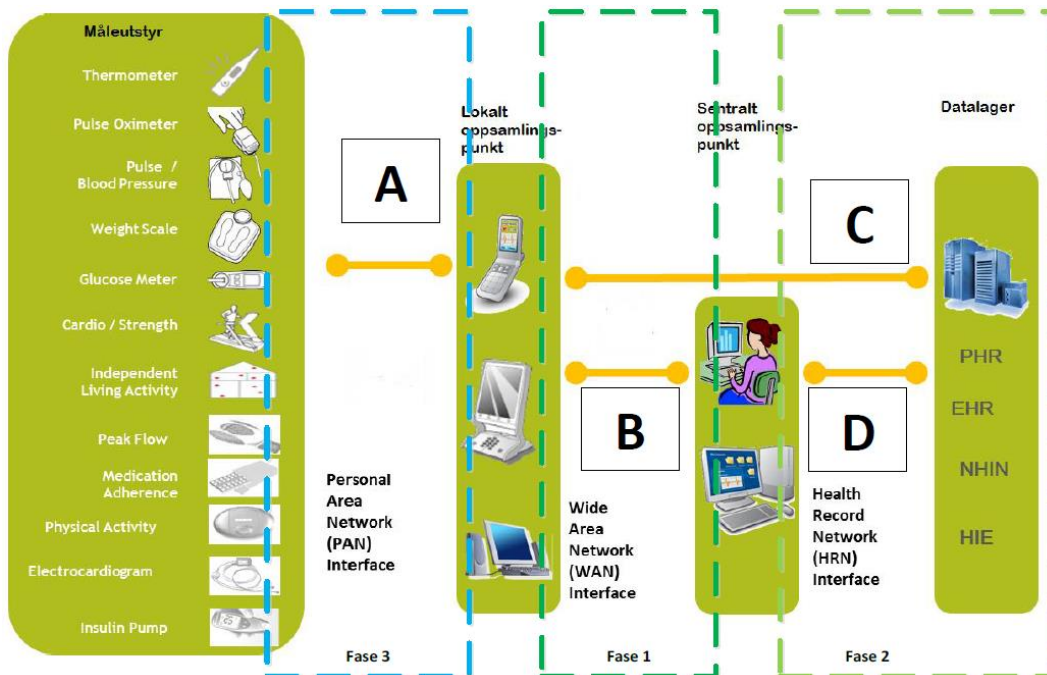 Måleutstyr
Thermometer
Pulse Oximeter
Pulse /
Blood Pressure
Weight Scale
Glucose Meter
Cardio / Strength
Independent
Living Activity
Peak Flow
Medication
Adherence
Physical Activity
Electrocardiogram
Insulin Pump
A
Personal
Area
Network
(PAN)
Interface
Fase 3
Lokalt
oppsamlings-
punkt
B
Wide
Area
Network
(WAN)
Interface
Fase 1
Sentralt
oppsamlings-
punkt
C
D
Health
Record
Network
(HRN)
Interface
Fase 2
Datalager
PHR
EHR
NHIN
HIE